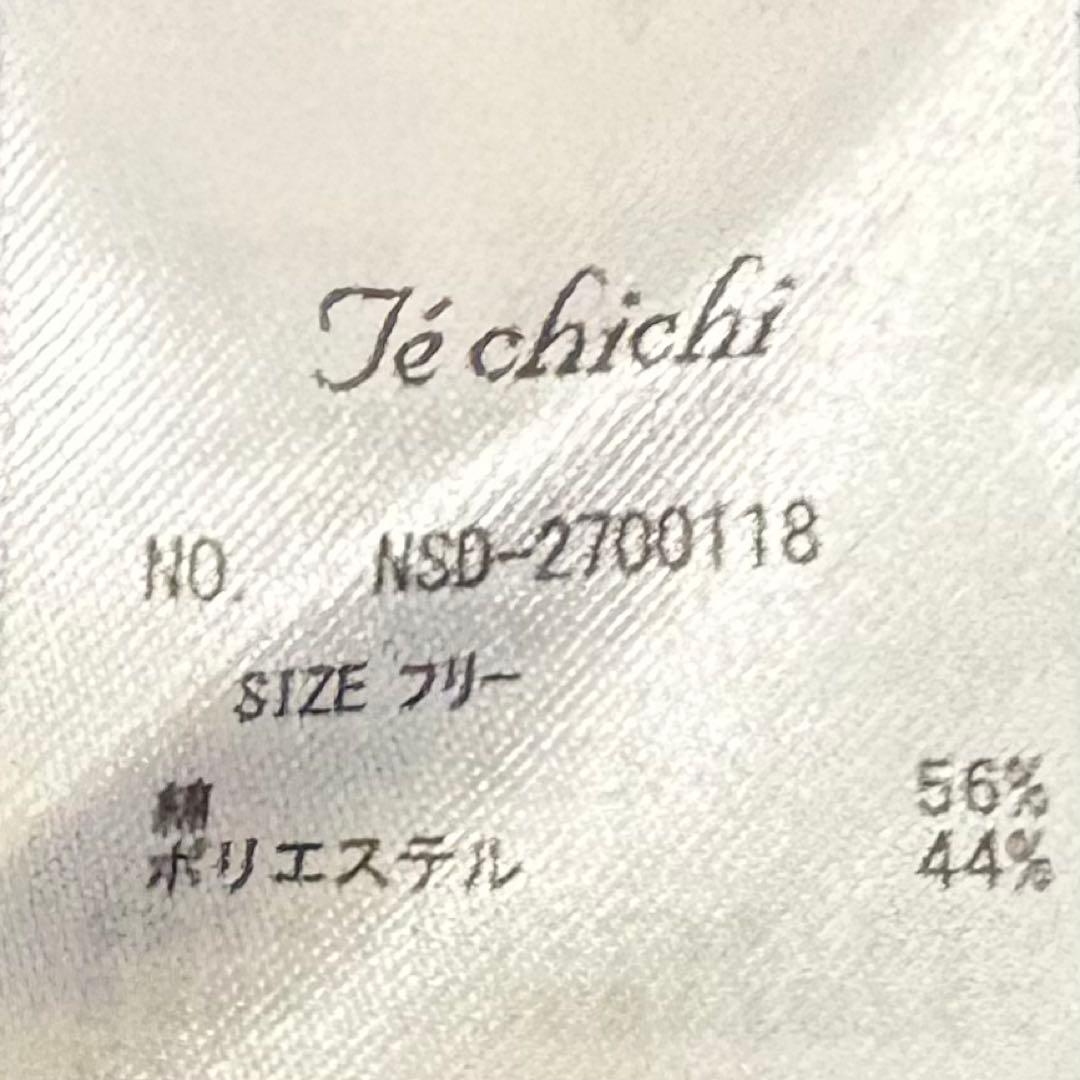 Té chichi
NO. NSD-2700118
SIZE フリー
綿 56%
ポリエステル 44%